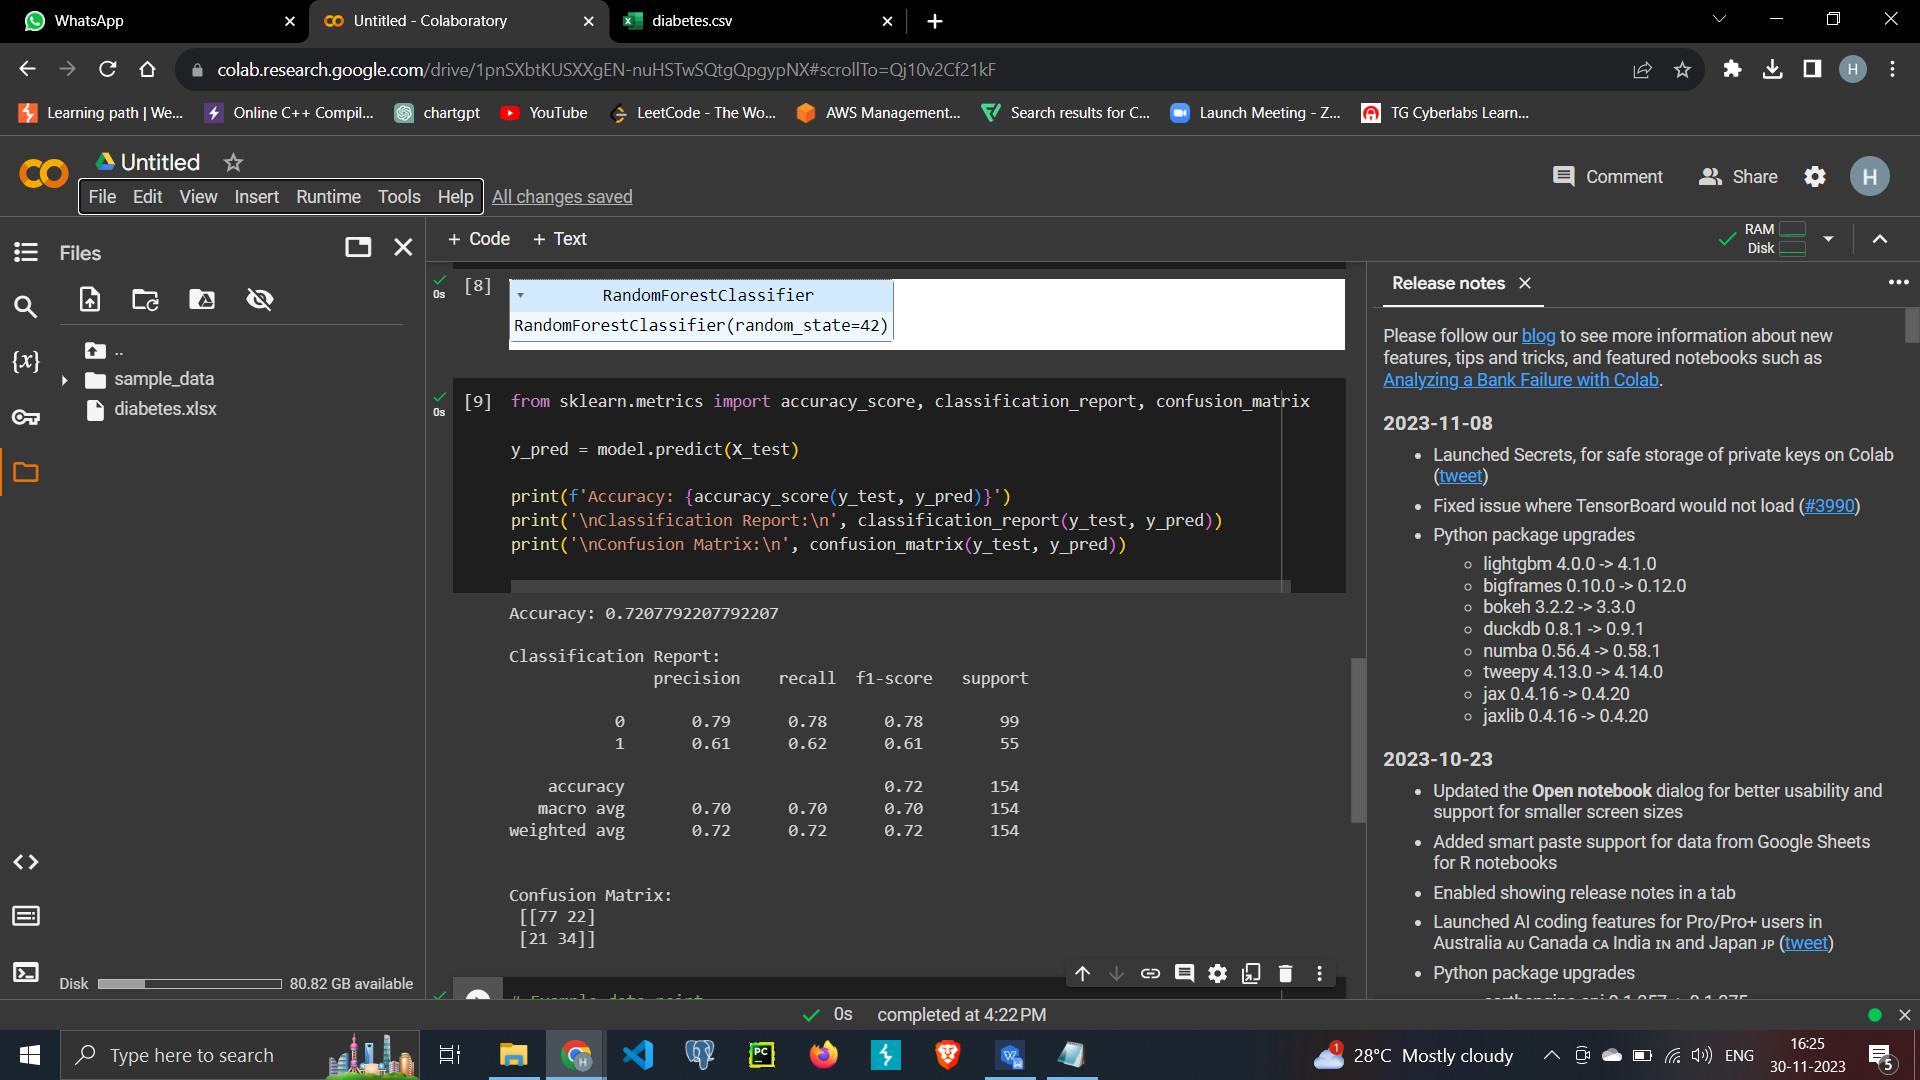 WhatsApp
Untitled - Colaboratory
diabetes.csv
colab.research.google.com/drive/1pnSXbtKUSXXgEN-nuHSTwSQtgQpgypNX#scrollTo=Qj10v2Cf21kF
H
Learning path | We...
Online C++ Compil...
chartgpt
YouTube
LeetCode - The Wo...
AWS Management...
Search results for C...
Launch Meeting - Z...
TG Cyberlabs Learn...
Untitled
File Edit View Insert Runtime Tools Help All changes saved
Comment
Share
H
Files
+ Code + Text
RAM
Disk
..
sample_data
diabetes.xlsx
{x}
Disk 80.82 GB available
0s
[8]
RandomForestClassifier
RandomForestClassifier(random_state=42)
0s
[9] from sklearn.metrics import accuracy_score, classification_report, confusion_matrix
y_pred = model.predict(X_test)
print(f'Accuracy: {accuracy_score(y_test, y_pred)}')
print('\nClassification Report:\n', classification_report(y_test, y_pred))
print('\nConfusion Matrix:\n', confusion_matrix(y_test, y_pred))
Accuracy: 0.7207792207792207
Classification Report:
precision recall f1-score support
0 0.79 0.78 0.78 99
1 0.61 0.62 0.61 55
accuracy 0.72 154
macro avg 0.70 0.70 0.70 154
weighted avg 0.72 0.72 0.72 154
Confusion Matrix:
[[77 22]
[21 34]]
# Example data point
Release notes
Please follow our blog to see more information about new
features, tips and tricks, and featured notebooks such as
Analyzing a Bank Failure with Colab.
2023-11-08
Launched Secrets, for safe storage of private keys on Colab
(tweet)
Fixed issue where TensorBoard would not load (#3990)
Python package upgrades
lightgbm 4.0.0 -> 4.1.0
bigframes 0.10.0 -> 0.12.0
bokeh 3.2.2 -> 3.3.0
duckdb 0.8.1 -> 0.9.1
numba 0.56.4 -> 0.58.1
tweepy 4.13.0 -> 4.14.0
jax 0.4.16 -> 0.4.20
jaxlib 0.4.16 -> 0.4.20
2023-10-23
Updated the Open notebook dialog for better usability and
support for smaller screen sizes
Added smart paste support for data from Google Sheets
for R notebooks
Enabled showing release notes in a tab
Launched AI coding features for Pro/Pro+ users in
Australia AU Canada CA India IN and Japan JP (tweet)
Python package upgrades
0s completed at 4:22 PM
Type here to search
PC
1
28°C Mostly cloudy
ENG
16:25
30-11-2023
5